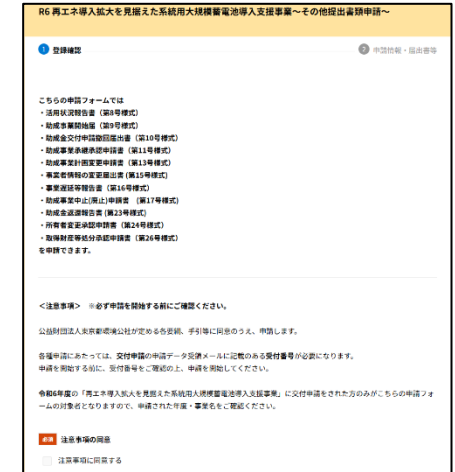 R6 再エネ導入拡大を見据えた系統用大規模蓄電池導入支援事業～その他提出書類申請～
1 登録確認
2 申請情報・届出書等
こちらの申請フォームでは
・活用状況報告書（第8号様式）
・助成事業開始届（第9号様式）
・助成金交付申請撤回届出書（第10号様式）
・助成事業承継承認申請書（第11号様式）
・助成事業計画変更申請書（第13号様式）
・事業者情報の変更届出書（第15号様式）
・事業遅延等報告書（第16号様式）
・助成事業中止(廃止)申請書　（第17号様式）
・助成金返還報告書（第23号様式）
・所有者変更承認申請書（第24号様式）
・取得財産等処分承認申請書（第26号様式）
を申請できます。
＜注意事項＞　※必ず申請を開始する前にご確認ください。
公益財団法人東京都環境公社が定める各要綱、手引等に同意のうえ、申請します。
各種申請にあたっては、交付申請の申請データ受領メールに記載のある受付番号が必要になります。
申請を開始する前に、受付番号をご確認の上、申請を開始してください。
令和6年度の「再エネ導入拡大を見据えた系統用大規模蓄電池導入支援事業」に交付申請をされた方のみがこちらの申請フォ
ームの対象者となりますので、申請された年度・事業名をご確認ください。
必須 注意事項の同意
注意事項に同意する